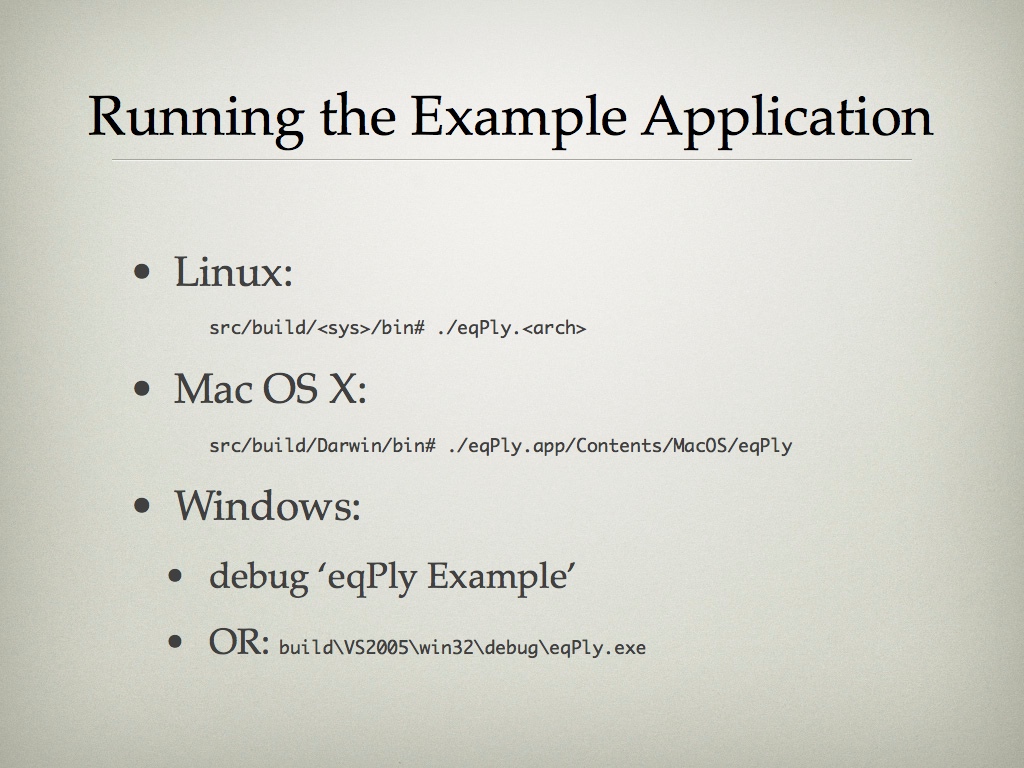 Running the Example Application
• Linux:
src/build/<sys>/bin# ./eqPly.<arch>
• Mac OS X:
src/build/Darwin/bin# ./eqPly.app/Contents/MacOS/eqPly
• Windows:
• debug ‘eqPly Example’
• OR: build\VS2005\win32\debug\eqPly.exe